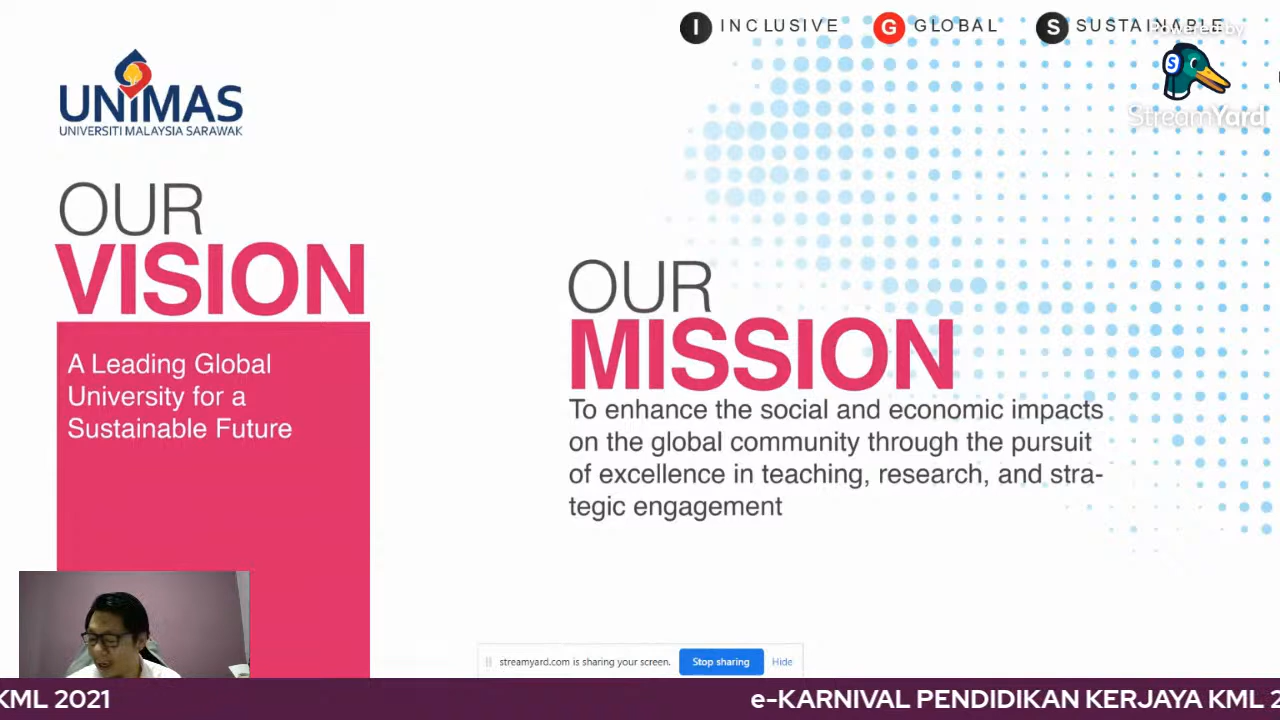 I INCLUSIVE G GLOBAL S SUSTAINABLE
Powered by
S
StreamYard
UNIMAS
UNIVERSITI MALAYSIA SARAWAK
OUR
VISION
A Leading Global
University for a
Sustainable Future
OUR
MISSION
To enhance the social and economic impacts
on the global community through the pursuit
of excellence in teaching, research, and stra-
tegic engagement
streamyard.com is sharing your screen. Stop sharing Hide
KML 2021 e-KARNIVAL PENDIDIKAN KERJAYA KML 2